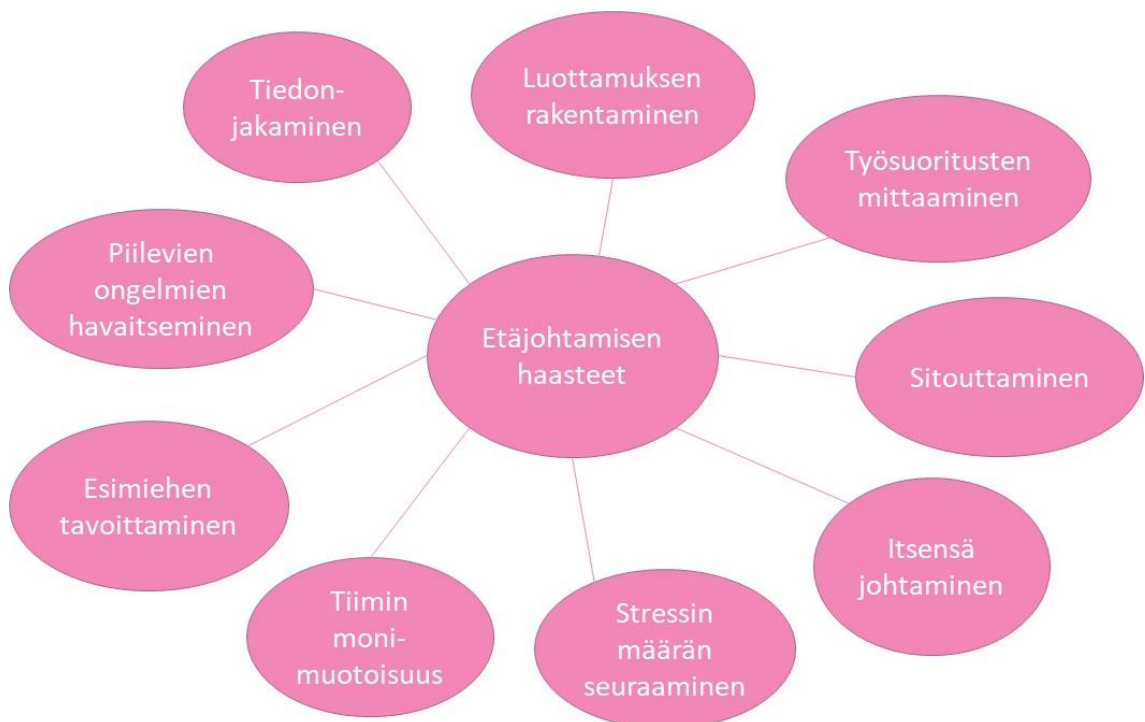 Tiedon-
jakaminen
Luottamuksen
rakentaminen
Työsuoritusten
mittaaminen
Piilevien
ongelmien
havaitseminen
Etäjohtamisen
haasteet
Sitouttaminen
Esimiehen
tavoittaminen
Itsensä
johtaminen
Tiimin
moni-
muotoisuus
Stressin
määrän
seuraaminen